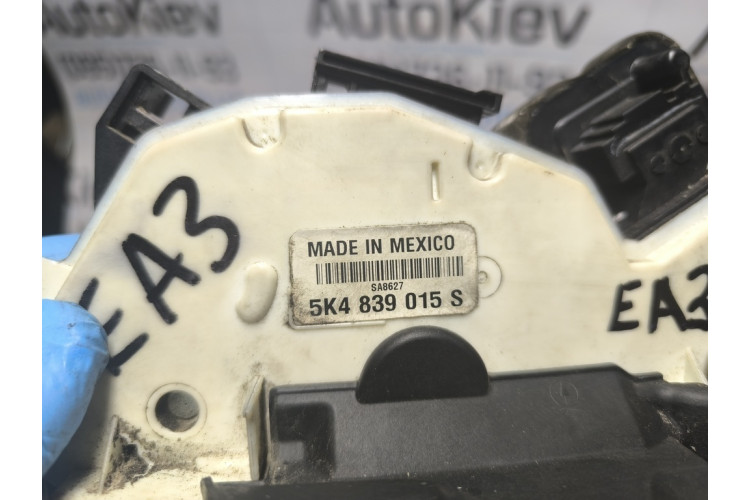 AutoKiev
AutoKiev
EA3
MADE IN MEXICO
SA8627
5K4 839 015 S
EA3